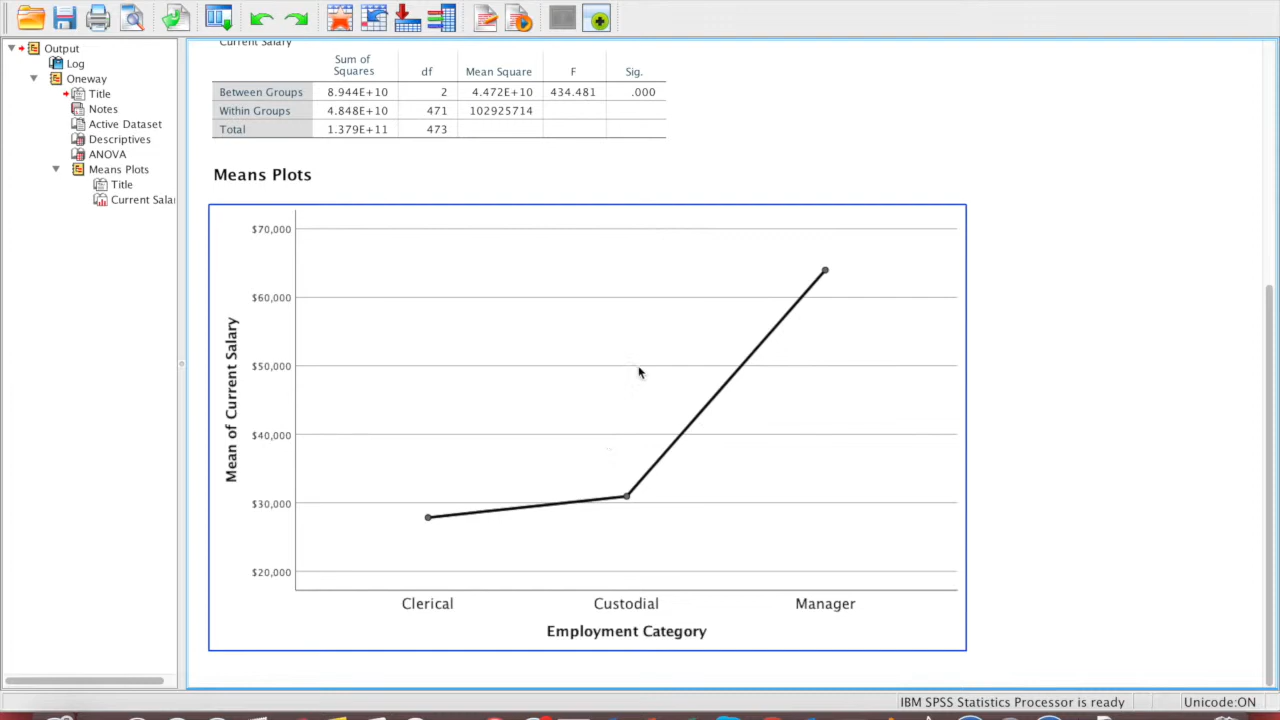 Output
Log
Oneway
Title
Notes
Active Dataset
Descriptives
ANOVA
Means Plots
Title
Current Salar
Current Salary
Sum of Squares df Mean Square F Sig.
Between Groups 8.944E+10 2 4.472E+10 434.481 .000
Within Groups 4.848E+10 471 102925714
Total 1.379E+11 473
Means Plots
Mean of Current Salary
$70,000
$60,000
$50,000
$40,000
$30,000
$20,000
Clerical Custodial Manager
Employment Category
IBM SPSS Statistics Processor is ready Unicode:ON